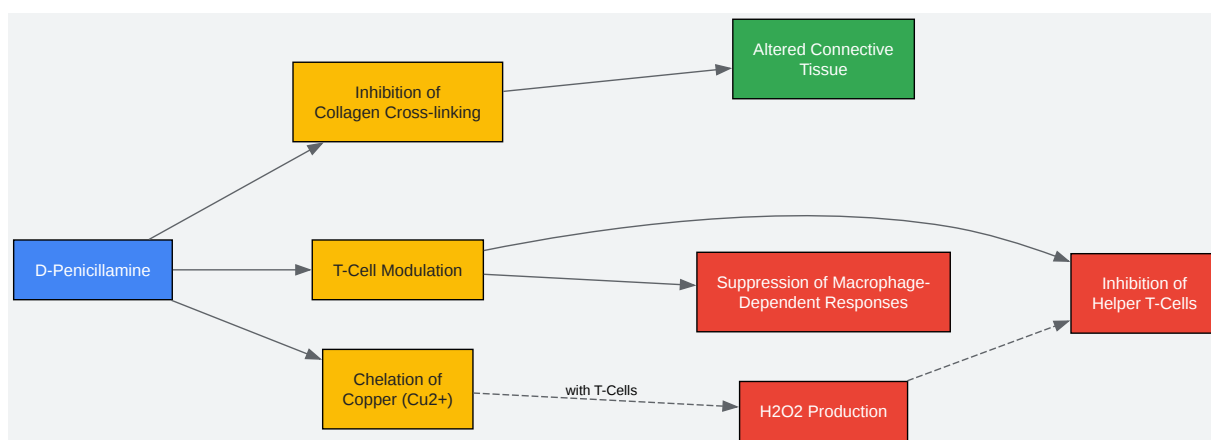 Altered Connective
Tissue
Inhibition of
Collagen Cross-linking
D-Penicillamine
T-Cell Modulation
Suppression of Macrophage-
Dependent Responses
Inhibition of
Helper T-Cells
Chelation of
Copper (Cu2+)
with T-Cells
H2O2 Production